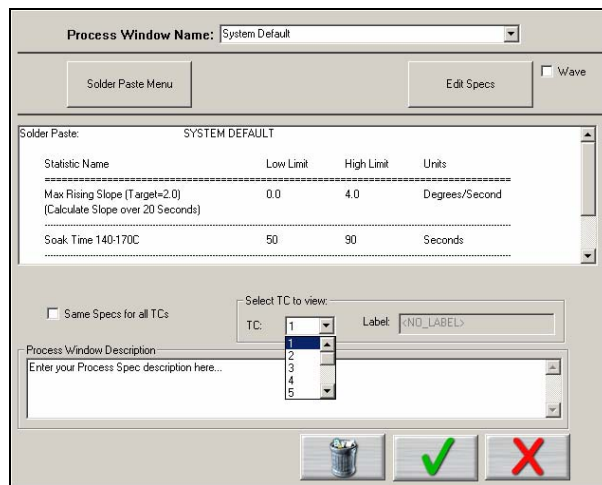 Process Window Name: System Default
Solder Paste Menu
Edit Specs
Wave
Solder Paste: SYSTEM DEFAULT
Statistic Name Low Limit High Limit Units
Max Rising Slope (Target=2.0) 0.0 4.0 Degrees/Second
(Calculate Slope over 20 Seconds)
Soak Time 140-170C 50 90 Seconds
Same Specs for all TCs
Select TC to view:
TC: 1 Label: <NO_LABEL>
1
2
3
4
5
Process Window Description
Enter your Process Spec description here...